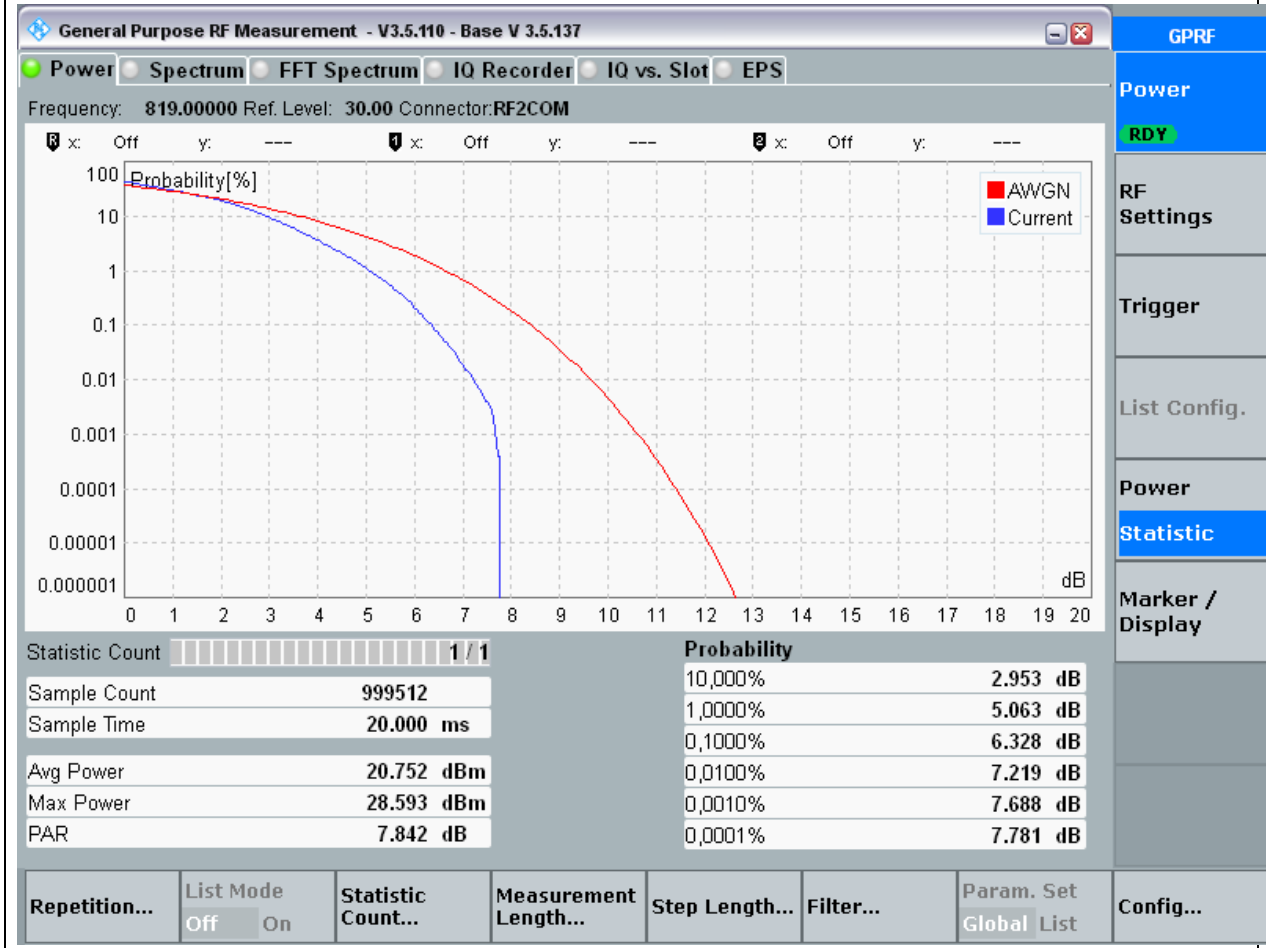 General Purpose RF Measurement - V3.5.110 - Base V 3.5.137
GPRF
Power Spectrum FFT Spectrum IQ Recorder IQ vs. Slot EPS
Frequency: 819.00000 Ref. Level: 30.00 Connector:RF2COM
R x: Off y: --- 1 x: Off y: --- 2 x: Off y: ---
Probability[%]
100
10
1
0.1
0.01
0.001
0.0001
0.00001
0.000001
AWGN
Current
dB
0 1 2 3 4 5 6 7 8 9 10 11 12 13 14 15 16 17 18 19 20
Statistic Count 1 / 1
Sample Count 999512
Sample Time 20.000 ms
Avg Power 20.752 dBm
Max Power 28.593 dBm
PAR 7.842 dB
Probability
10,000% 2.953 dB
1,0000% 5.063 dB
0,1000% 6.328 dB
0,0100% 7.219 dB
0,0010% 7.688 dB
0,0001% 7.781 dB
Power
RDY
RF
Settings
Trigger
List Config.
Power
Statistic
Marker /
Display
Repetition...
List Mode
Off On
Statistic
Count...
Measurement
Length...
Step Length...
Filter...
Param. Set
Global List
Config...